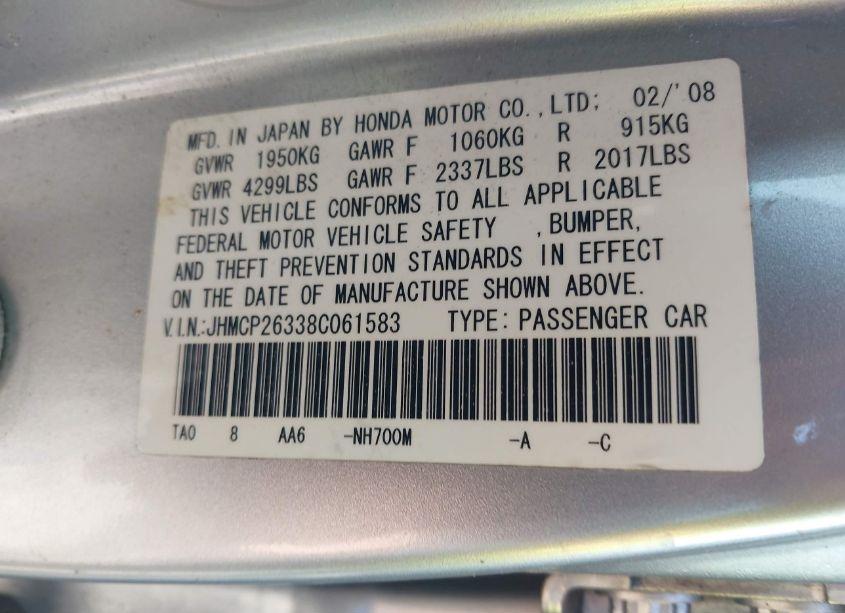 MFD. IN JAPAN BY HONDA MOTOR CO.,LTD; 02/'08
GVWR 1950KG GAWR F 1060KG R 915KG
GVWR 4299LBS GAWR F 2337LBS R 2017LBS
THIS VEHICLE CONFORMS TO ALL APPLICABLE
FEDERAL MOTOR VEHICLE SAFETY ,BUMPER,
AND THEFT PREVENTION STANDARDS IN EFFECT
ON THE DATE OF MANUFACTURE SHOWN ABOVE.
V.I.N.:JHMCP26338C061583 TYPE: PASSENGER CAR
TA0 8 AA6 -NH700M -A -C